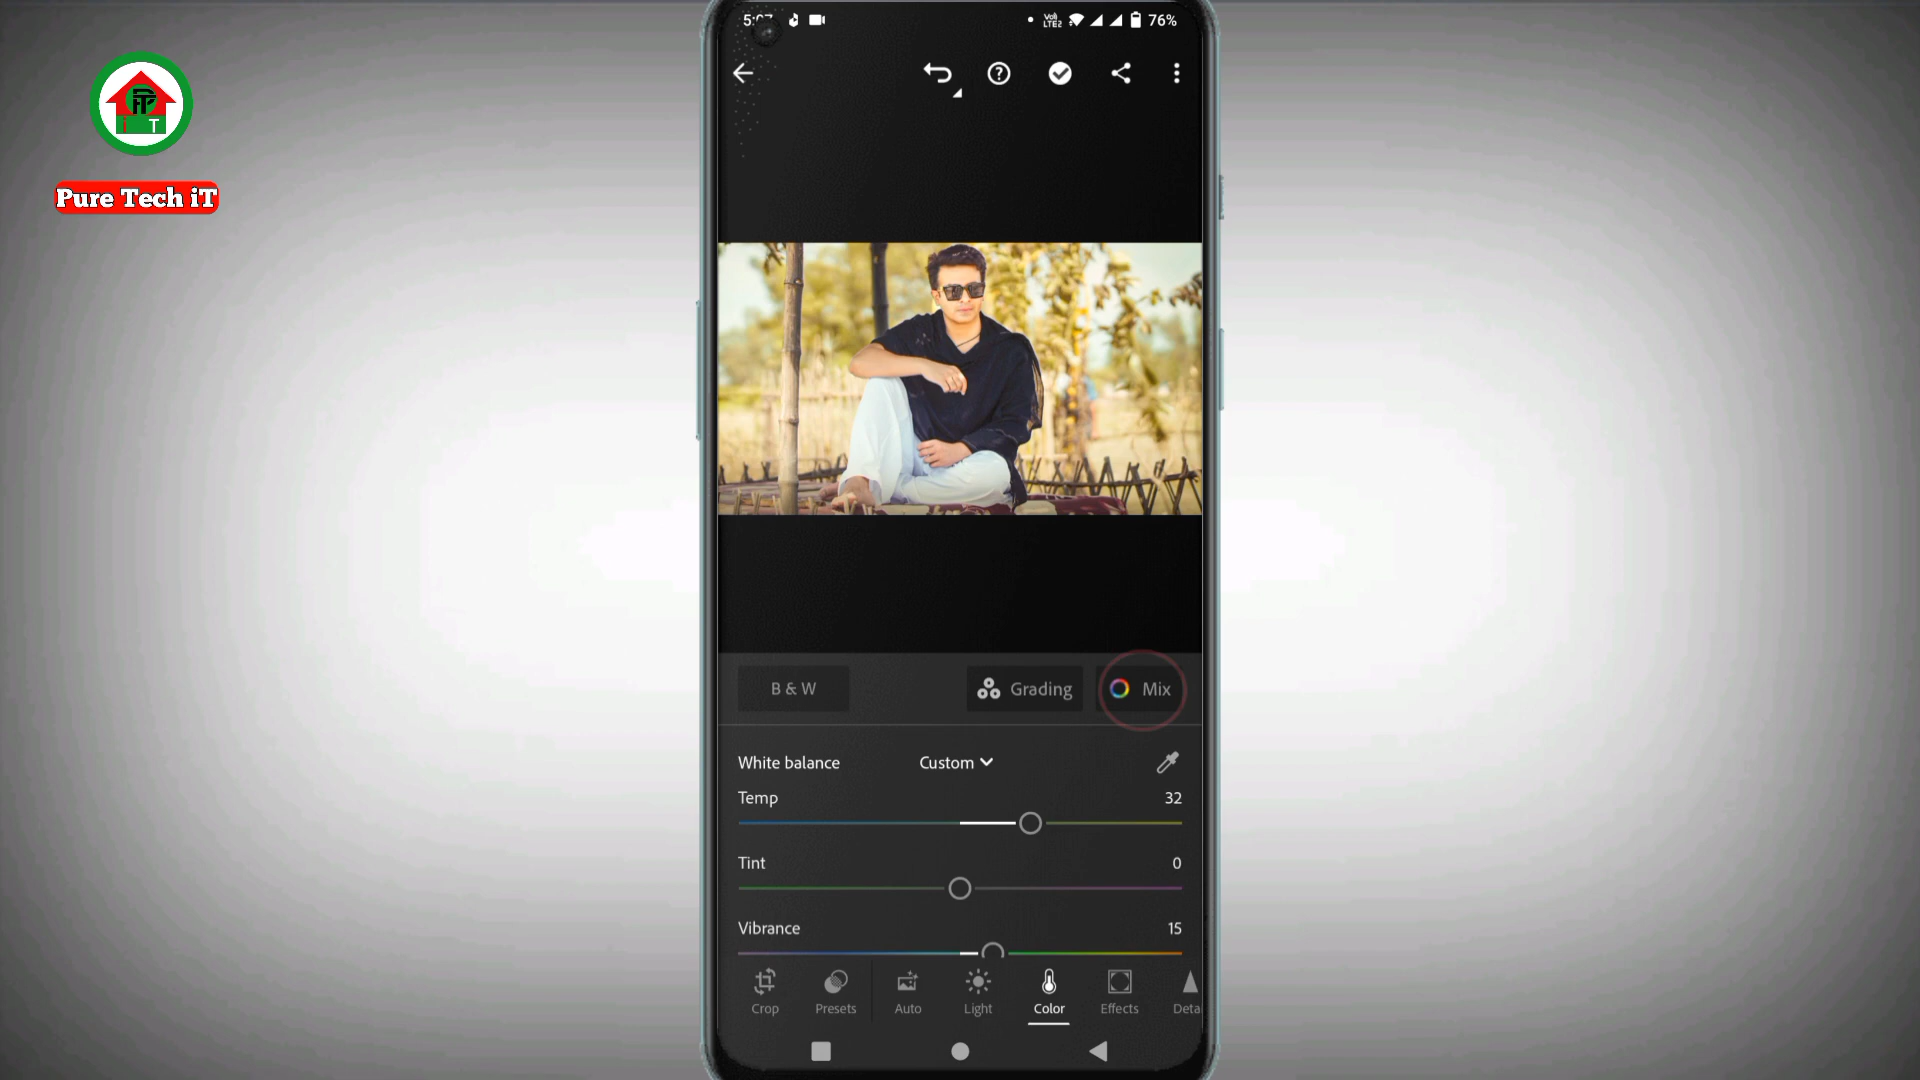 5:07
VoLTE2
76%
Pure Tech iT
B & W
Grading
Mix
White balance
Custom
Temp
32
Tint
0
Vibrance
15
Crop
Presets
Auto
Light
Color
Effects
Deta